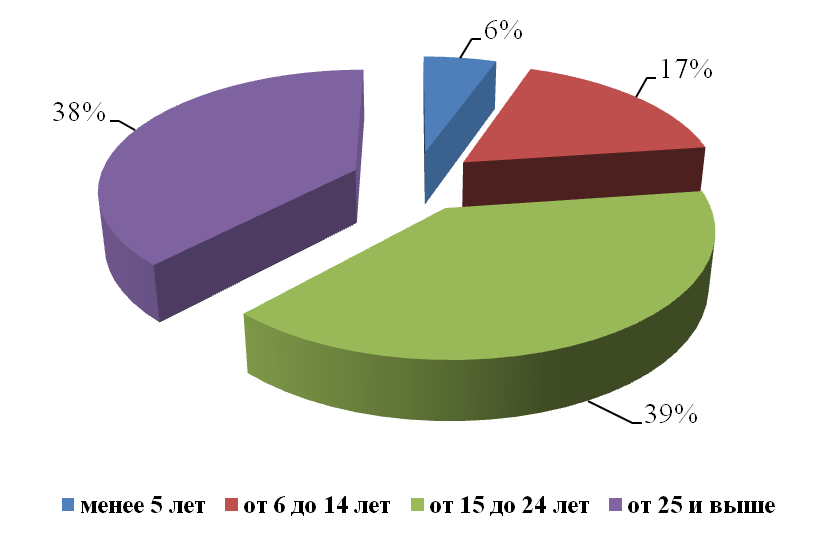 6%
17%
38%
39%
менее 5 лет от 6 до 14 лет от 15 до 24 лет от 25 и выше